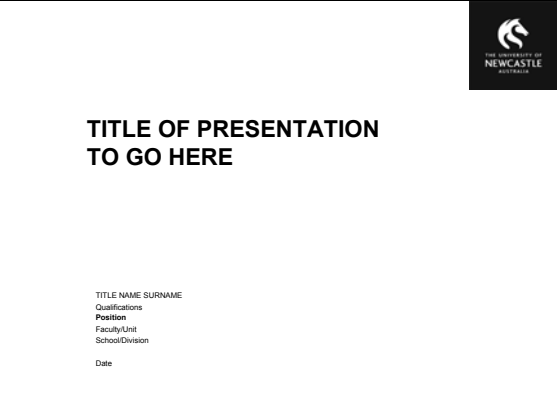 THE UNIVERSITY OF
NEWCASTLE
AUSTRALIA
TITLE OF PRESENTATION
TO GO HERE
TITLE NAME SURNAME
Qualifications
Position
Faculty/Unit
School/Division
Date